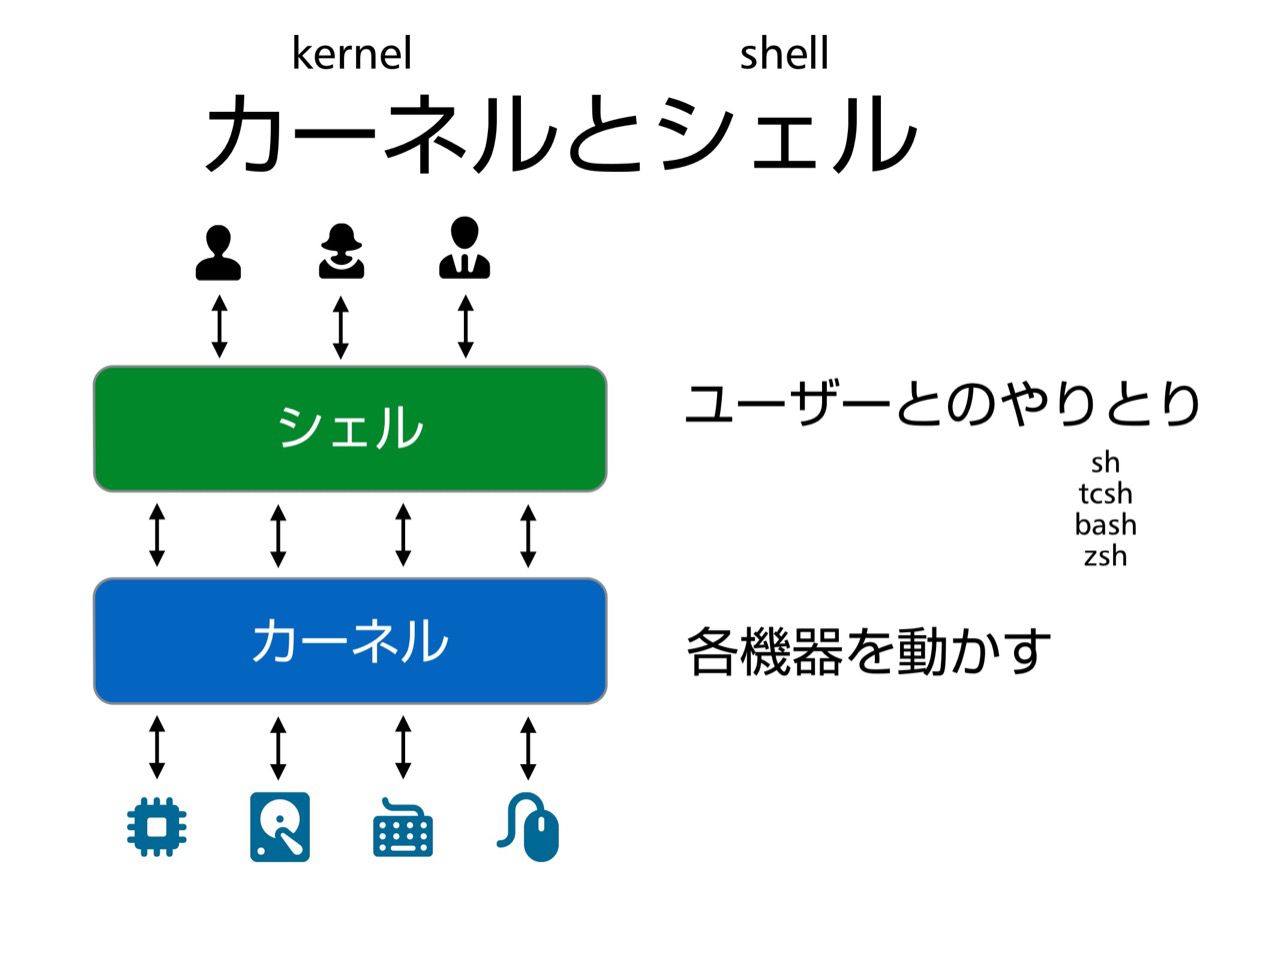 kernel shell
カーネルとシェル
シェル
ユーザーとのやりとり
sh
tcsh
bash
zsh
カーネル
各機器を動かす